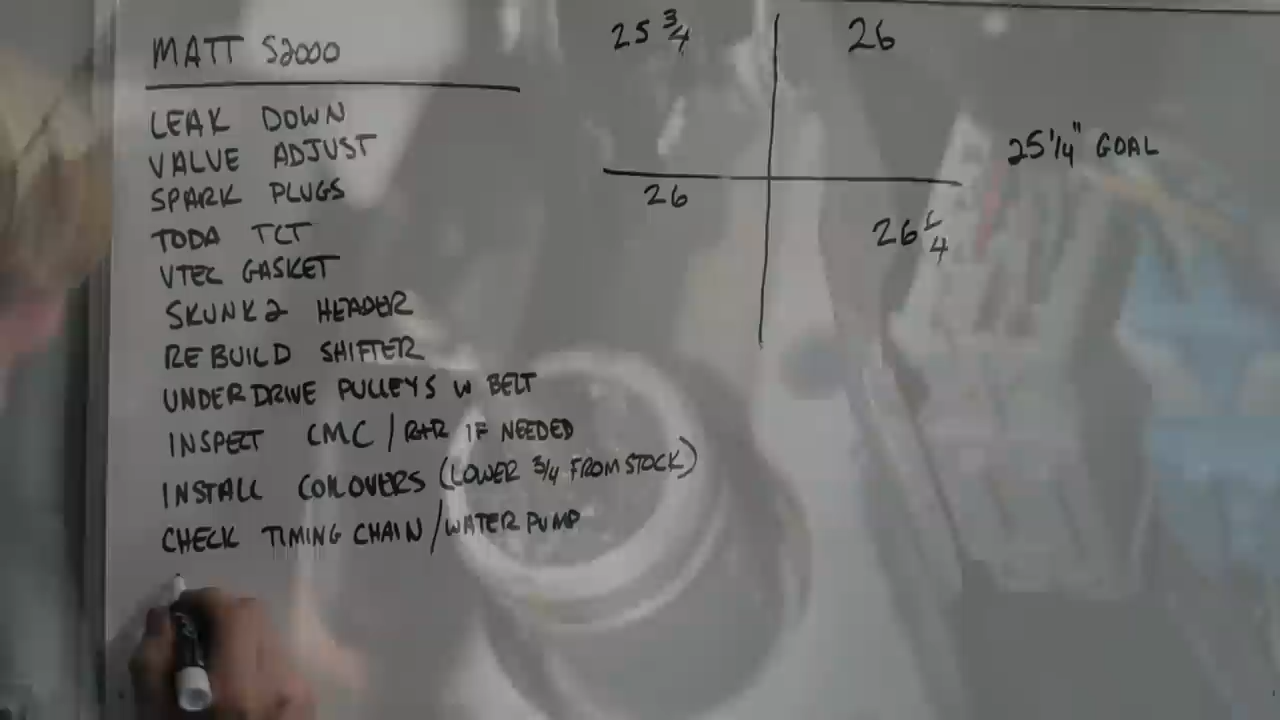 MATT S2000
LEAK DOWN
VALVE ADJUST
SPARK PLUGS
TODA TCT
VTEC GASKET
SKUNK2 HEADER
REBUILD SHIFTER
UNDERDRIVE PULLEYS W BELT
INSPECT CMC/R+R IF NEEDED
INSTALL COILOVERS (LOWER 3/4 FROM STOCK)
CHECK TIMING CHAIN/WATER PUMP
25 3/4 26
26 26 1/4
25 1/4" GOAL